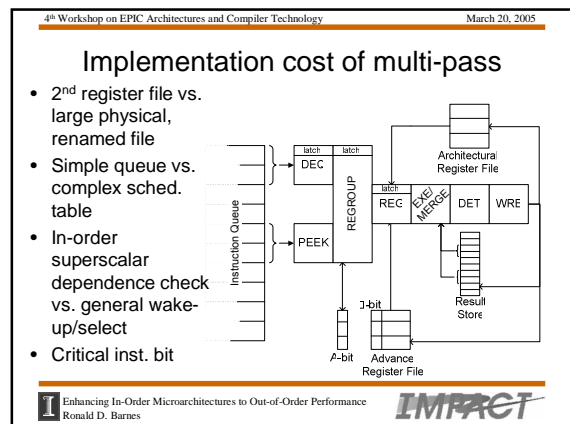 4th Workshop on EPIC Architectures and Compiler Technology
March 20, 2005
Implementation cost of multi-pass
• 2nd register file vs.
large physical,
renamed file
• Simple queue vs.
complex sched.
table
• In-order
superscalar
dependence check
vs. general wake-
up/select
• Critical inst. bit
Instruction Queue
latch
latch
DEC
PEEK
REGROUP
latch
REG
EXE/
MERGE
DET
WRE
Architectural
Register File
Result
Store
A-bit
-bit
Advance
Register File
I
Enhancing In-Order Microarchitectures to Out-of-Order Performance
Ronald D. Barnes
IMPACT